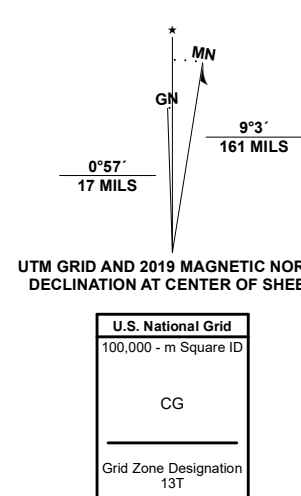 ★
MN
GN
9°3´
161 MILS
0°57´
17 MILS
UTM GRID AND 2019 MAGNETIC NOR
DECLINATION AT CENTER OF SHEE
U.S. National Grid
100,000 - m Square ID
CG
Grid Zone Designation
13T